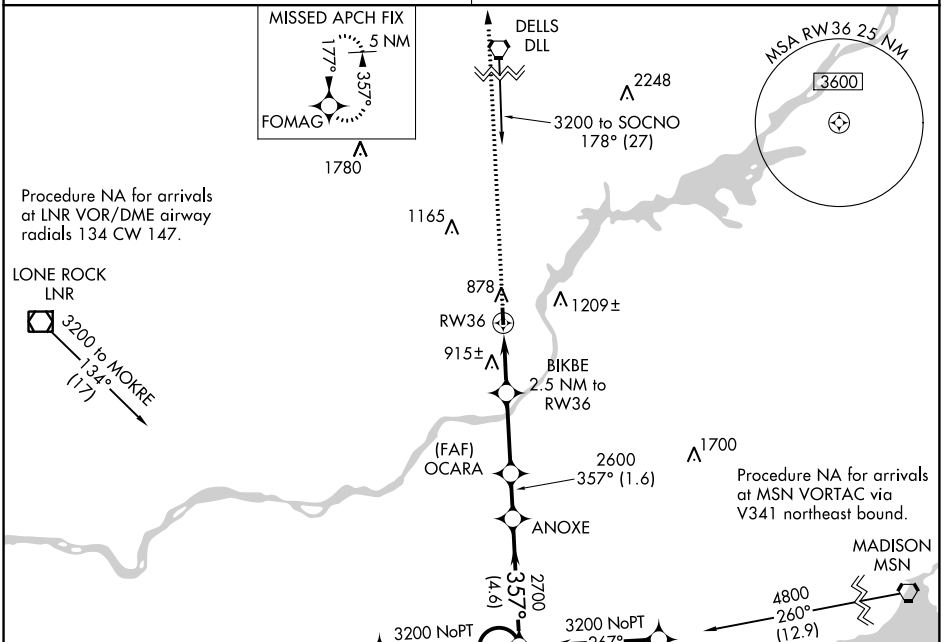 MISSED APCH FIX
5 NM
177°
357°
FOMAG
DELLS
DLL
MSA RW36 25 NM
3600
2248
3200 to SOCNO
178° (27)
1780
Procedure NA for arrivals
at LNR VOR/DME airway
radials 134 CW 147.
1165
LONE ROCK
LNR
3200 to MOKRE
134°
(17)
878
1209±
RW36
915±
BIKBE
2.5 NM to
RW36
(FAF)
OCARA
2600
357° (1.6)
1700
Procedure NA for arrivals
at MSN VORTAC via
V341 northeast bound.
ANOXE
MADISON
MSN
2700
357°
(4.6)
4800
260°
(12.9)
3200 NoPT
3200 NoPT
267°